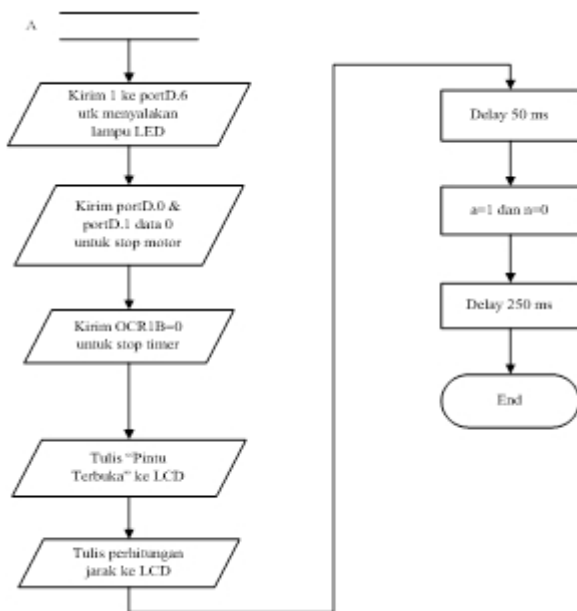 A
Kirim 1 ke portD.6
utk menyalakan
lampu LED
Kirim portD.0 &
portD.1 data 0
untuk stop motor
Kirim OCR1B=0
untuk stop timer
Tulis “Pintu
Terbuka” ke LCD
Tulis perhitungan
jarak ke LCD
Delay 50 ms
a=1 dan n=0
Delay 250 ms
End